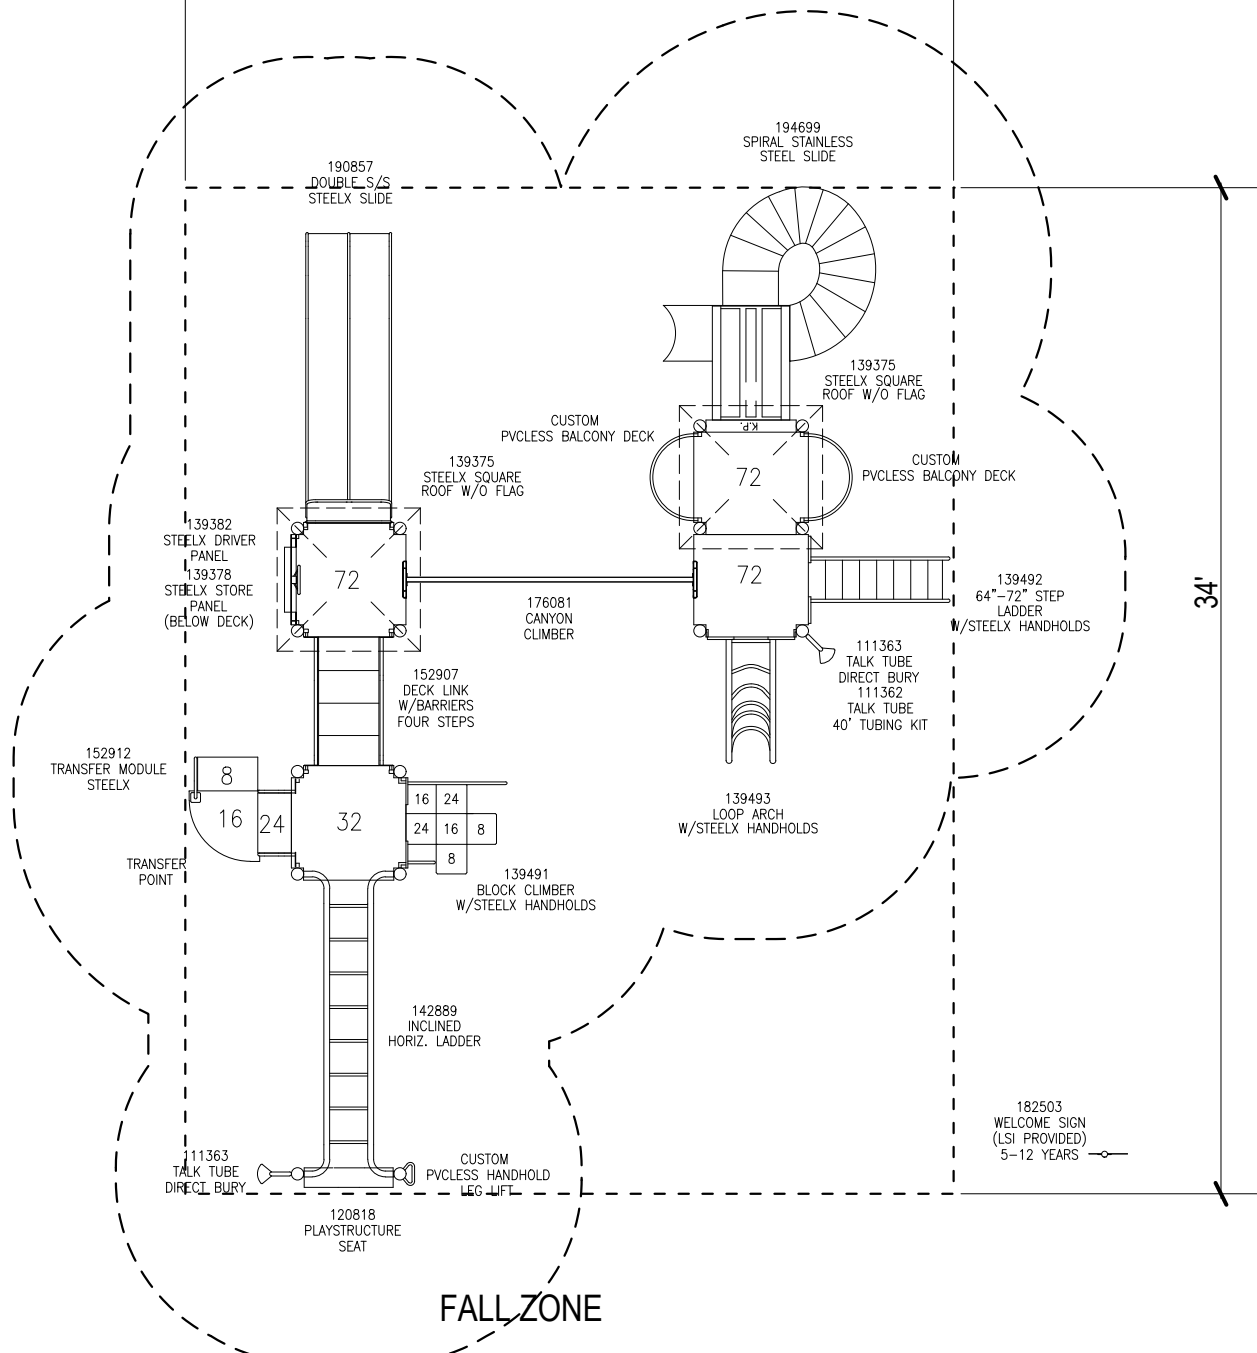 194699
SPIRAL STAINLESS
STEEL SLIDE
190857
DOUBLE S/S
STEELX SLIDE
139375
STEELX SQUARE
ROOF W/O FLAG
CUSTOM
PVCLESS BALCONY DECK
K.P.
139375
STEELX SQUARE
ROOF W/O FLAG
72
CUSTOM
PVCLESS BALCONY DECK
139382
STEELX DRIVER
PANEL
139378
STEELX STORE
PANEL
(BELOW DECK)
72
72
176081
CANYON
CLIMBER
139492
64"-72" STEP
LADDER
W/STEELX HANDHOLDS
34'
111363
TALK TUBE
DIRECT BURY
111362
TALK TUBE
40' TUBING KIT
152907
DECK LINK
W/BARRIERS
FOUR STEPS
152912
TRANSFER MODULE
STEELX
8
16
24
32
16 24
24 16 8
8
139493
LOOP ARCH
W/STEELX HANDHOLDS
TRANSFER
POINT
139491
BLOCK CLIMBER
W/STEELX HANDHOLDS
142889
INCLINED
HORIZ. LADDER
182503
WELCOME SIGN
(LSI PROVIDED)
5-12 YEARS
111363
TALK TUBE
DIRECT BURY
CUSTOM
PVCLESS HANDHOLD
LEG LIFT
120818
PLAYSTRUCTURE
SEAT
FALL ZONE